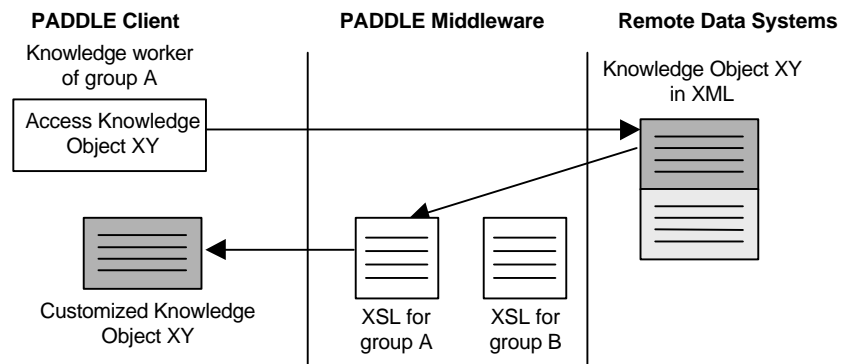 PADDLE Client
PADDLE Middleware
Remote Data Systems
Knowledge worker
of group A
Knowledge Object XY
in XML
Access Knowledge
Object XY
Customized Knowledge
Object XY
XSL for
group A
XSL for
group B